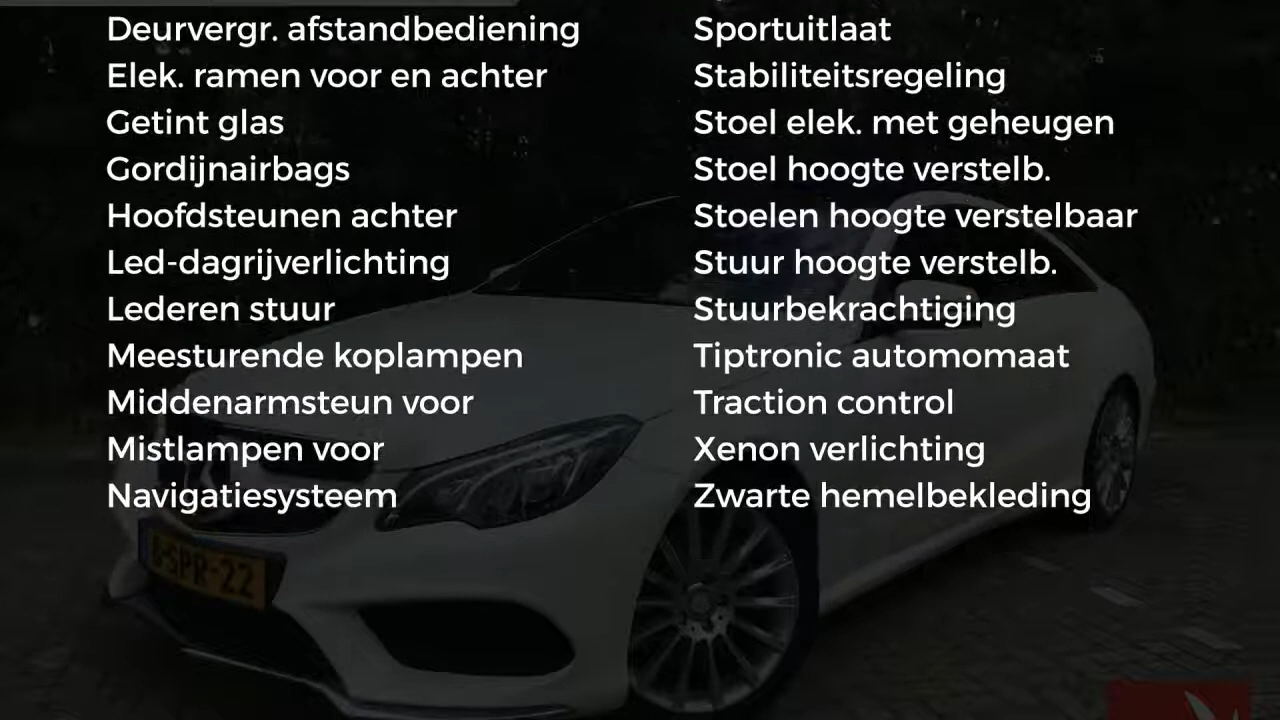 Deurvergr. afstandbediening
Elek. ramen voor en achter
Getint glas
Gordijnairbags
Hoofdsteunen achter
Led-dagrijverlichting
Lederen stuur
Meesturende koplampen
Middenarmsteun voor
Mistlampen voor
Navigatiesysteem
Sportuitlaat
Stabiliteitsregeling
Stoel elek. met geheugen
Stoel hoogte verstelb.
Stoelen hoogte verstelbaar
Stuur hoogte verstelb.
Stuurbekrachtiging
Tiptronic automomaat
Traction control
Xenon verlichting
Zwarte hemelbekleding